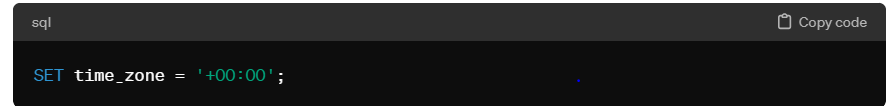 sql
Copy code
SET time_zone = '+00:00';